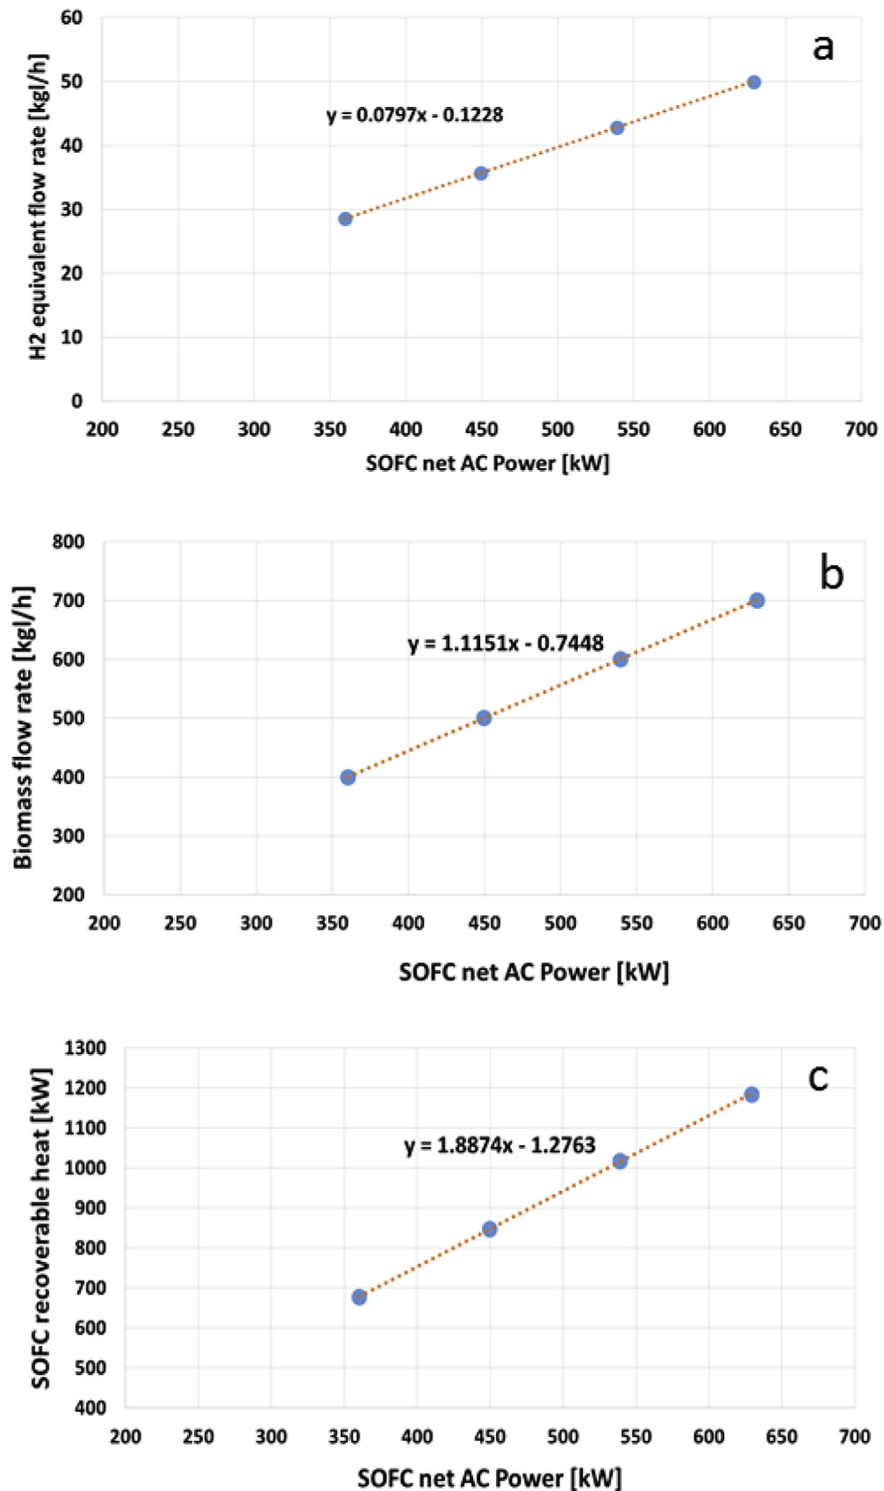 a
H2 equivalent flow rate [kgl/h]
60
50
40
30
20
10
0
y = 0.0797x - 0.1228
200 250 300 350 400 450 500 550 600 650 700
SOFC net AC Power [kW]
b
Biomass flow rate [kgl/h]
800
700
600
500
400
300
200
y = 1.1151x - 0.7448
200 250 300 350 400 450 500 550 600 650 700
SOFC net AC Power [kW]
c
SOFC recoverable heat [kW]
1300
1200
1100
1000
900
800
700
600
500
400
y = 1.8874x - 1.2763
200 250 300 350 400 450 500 550 600 650 700
SOFC net AC Power [kW]